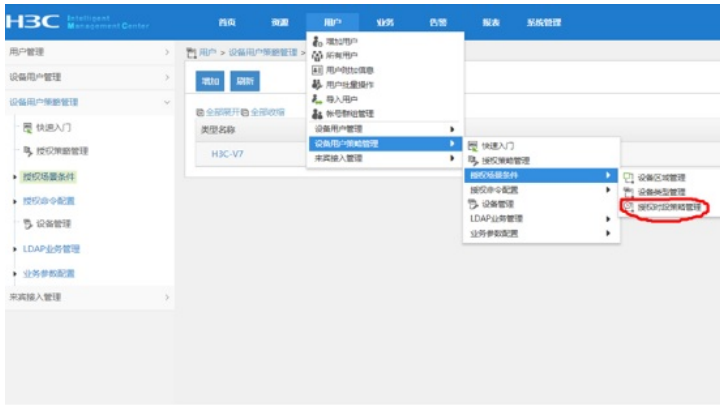 H3C Intelligent Management Center
首页 资源 用户 业务 告警 报表 系统管理
用户管理
设备用户管理
设备用户策略管理
快速入门
授权策略管理
授权场景条件
授权命令配置
设备管理
LDAP业务管理
业务参数配置
来宾接入管理
用户 > 设备用户策略管理 >
增加 刷新
全部展开 全部收缩
类型名称
H3C-V7
增加用户
所有用户
用户附加信息
用户批量操作
导入用户
帐号群组管理
设备用户管理
设备用户策略管理
来宾接入管理
快速入门
授权策略管理
授权场景条件
授权命令配置
设备管理
LDAP业务管理
业务参数配置
设备区域管理
设备类型管理
授权时段策略管理